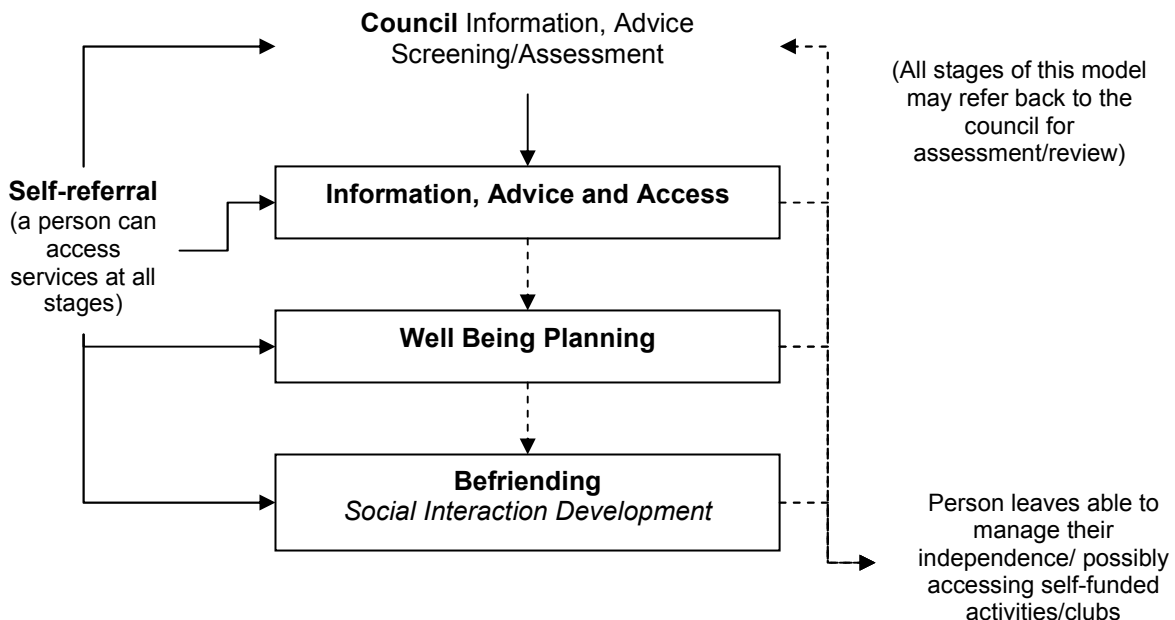 Council Information, Advice
Screening/Assessment
(All stages of this model
may refer back to the
council for
assessment/review)
Self-referral
(a person can
access
services at all
stages)
Information, Advice and Access
Well Being Planning
Befriending
Social Interaction Development
Person leaves able to
manage their
independence/ possibly
accessing self-funded
activities/clubs